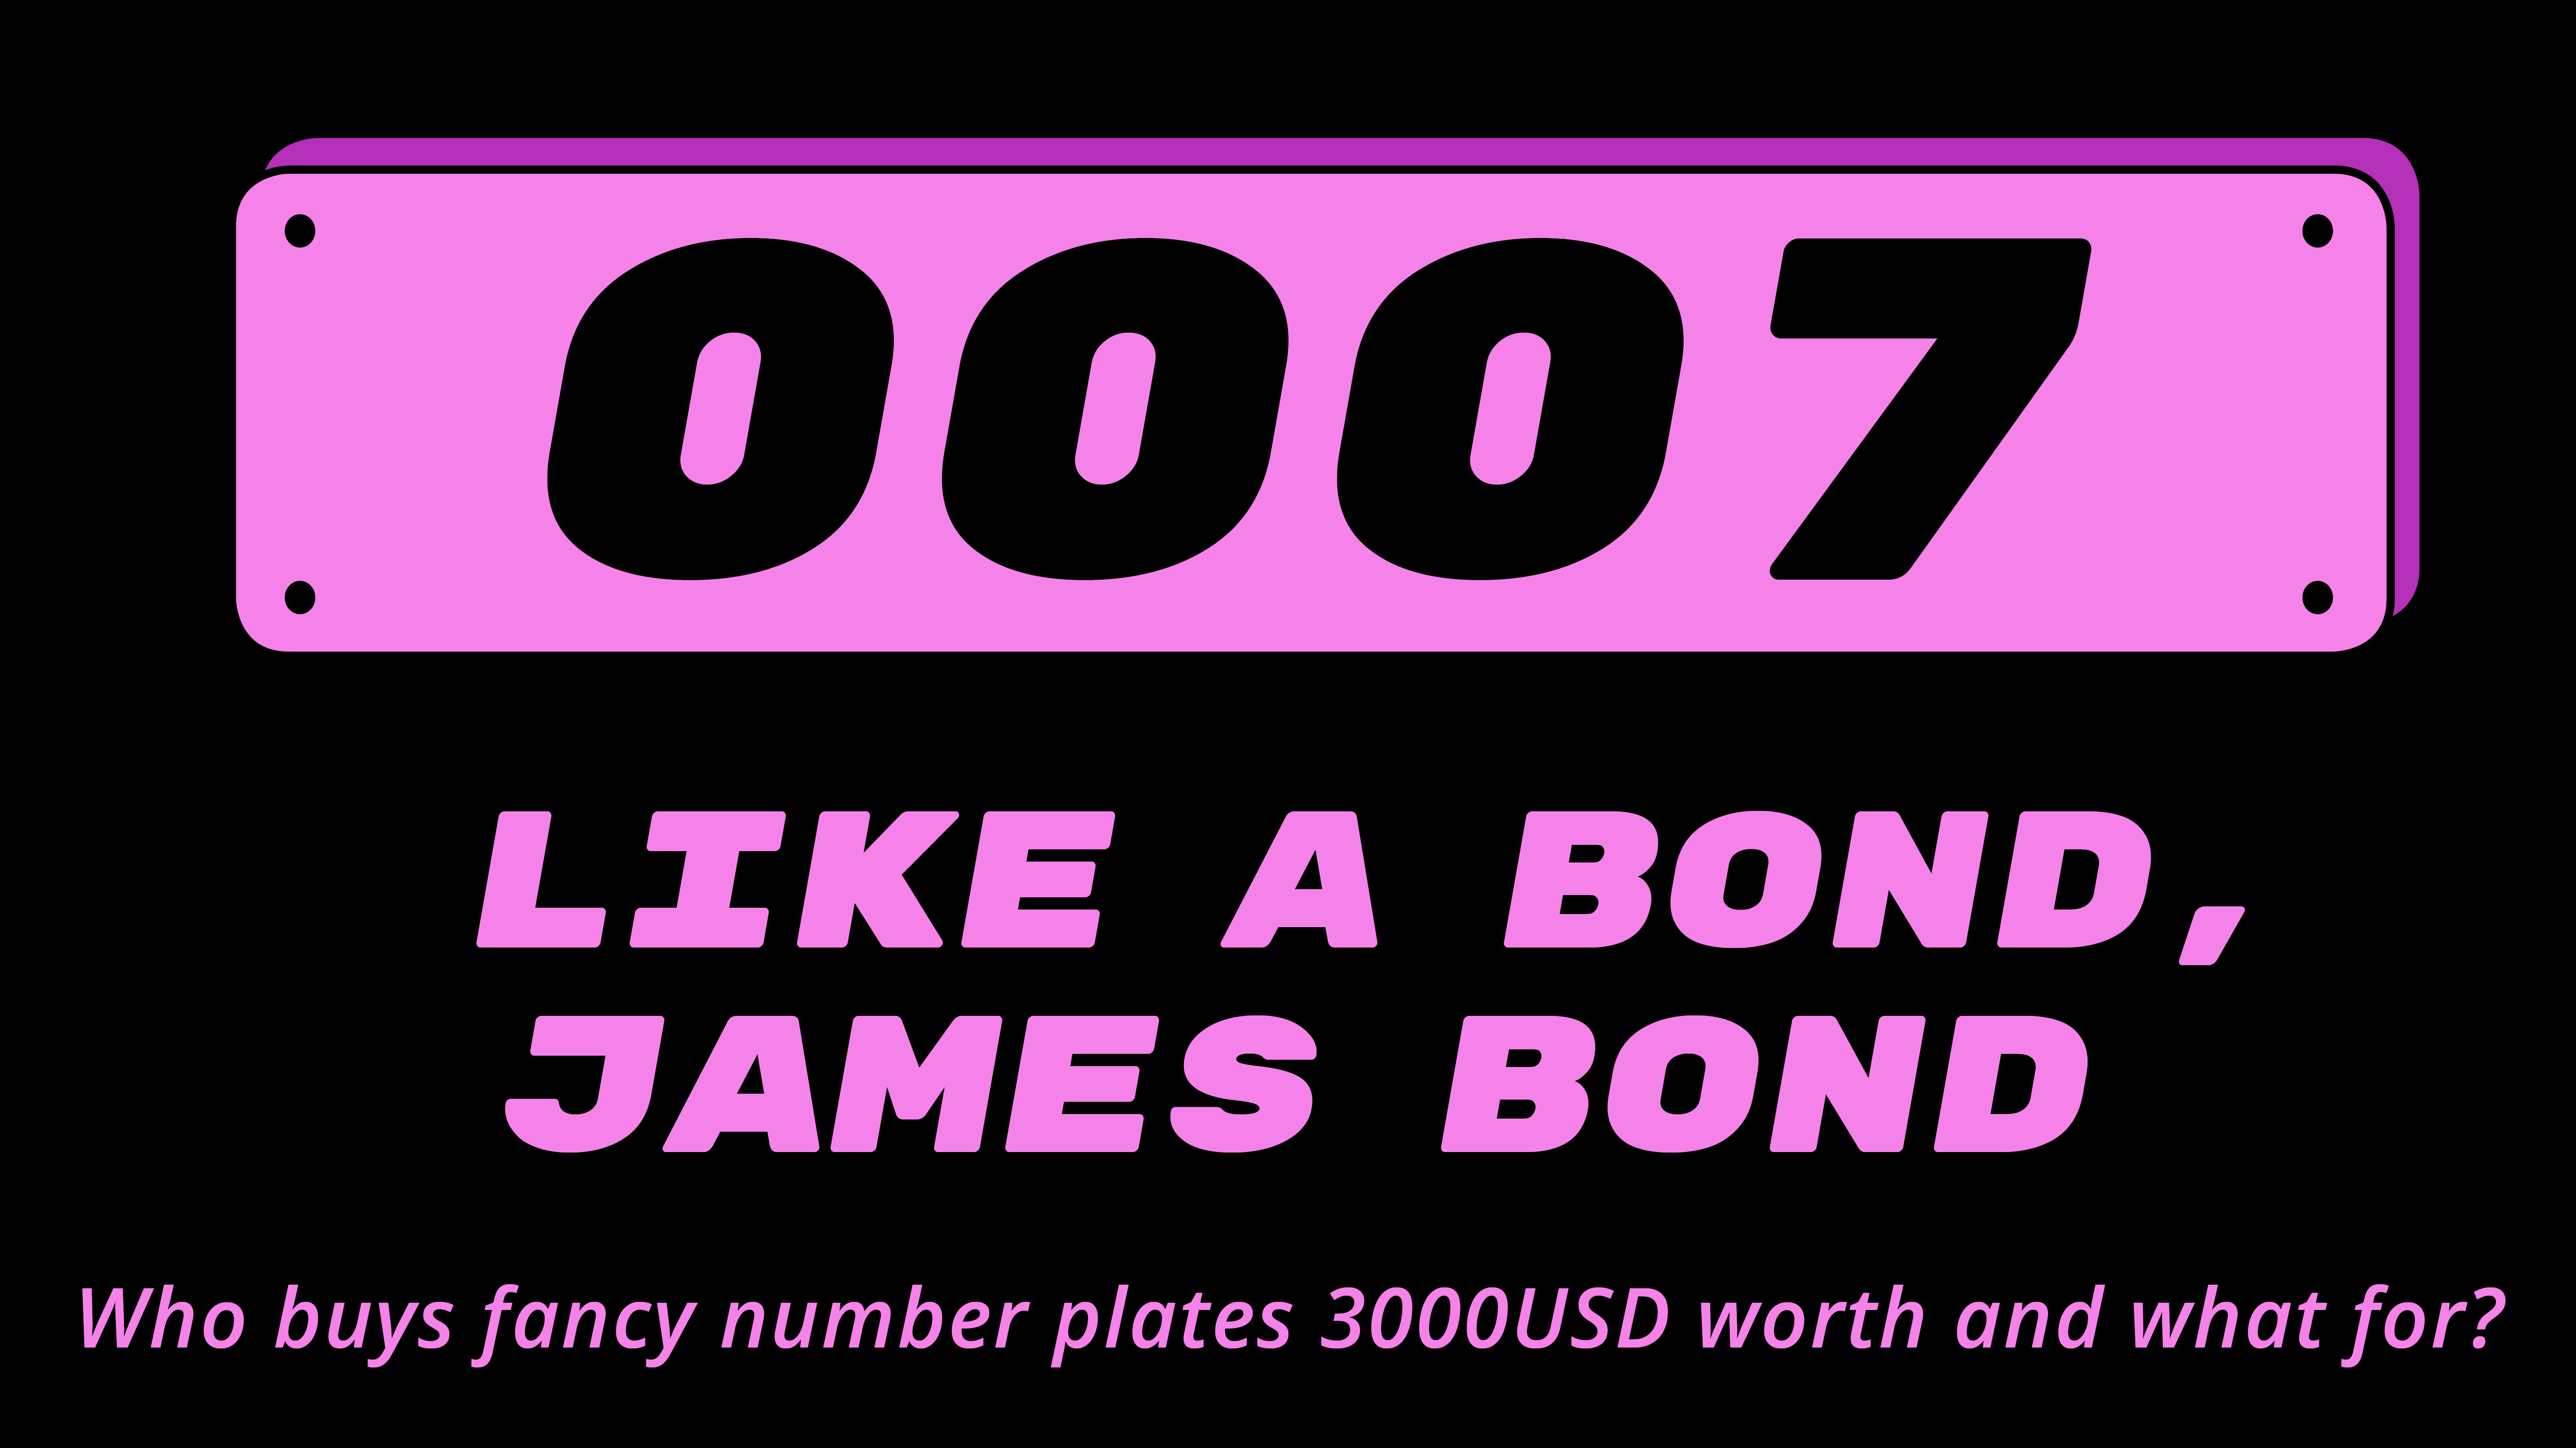 0007
LIKE A BOND,
JAMES BOND
Who buys fancy number plates 3000USD worth and what for?